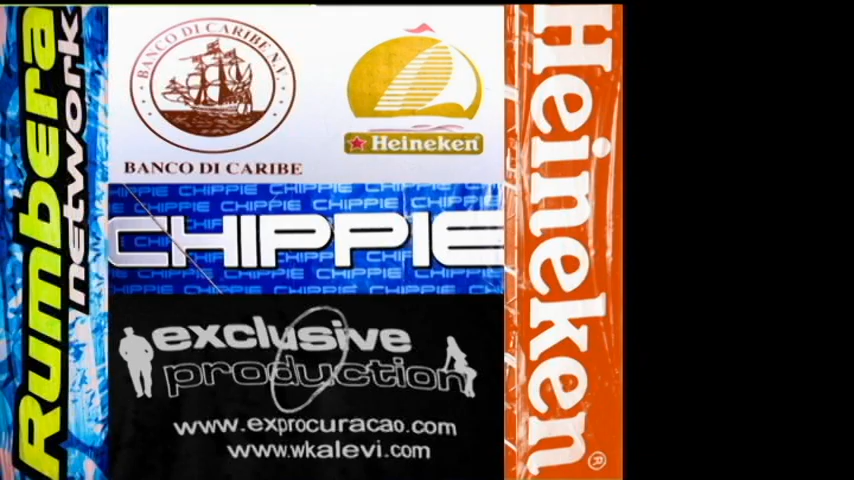 Rumbera
network
BANCO DI CARIBE N.V.
BANCO DI CARIBE
Heineken
CHIPPIE
exclusive
production
www.exprocuracao.com
www.wkalevi.com
Heineken®